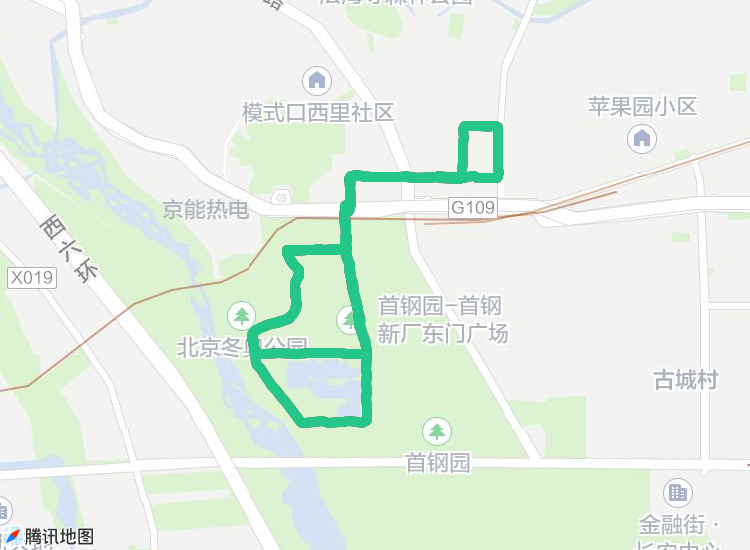 模式口西里社区
苹果园小区
京能热电
G109
西六环
X019
首钢园–首钢
新厂东门广场
北京冬奥公园
古城村
首钢园
金融街·
腾讯地图